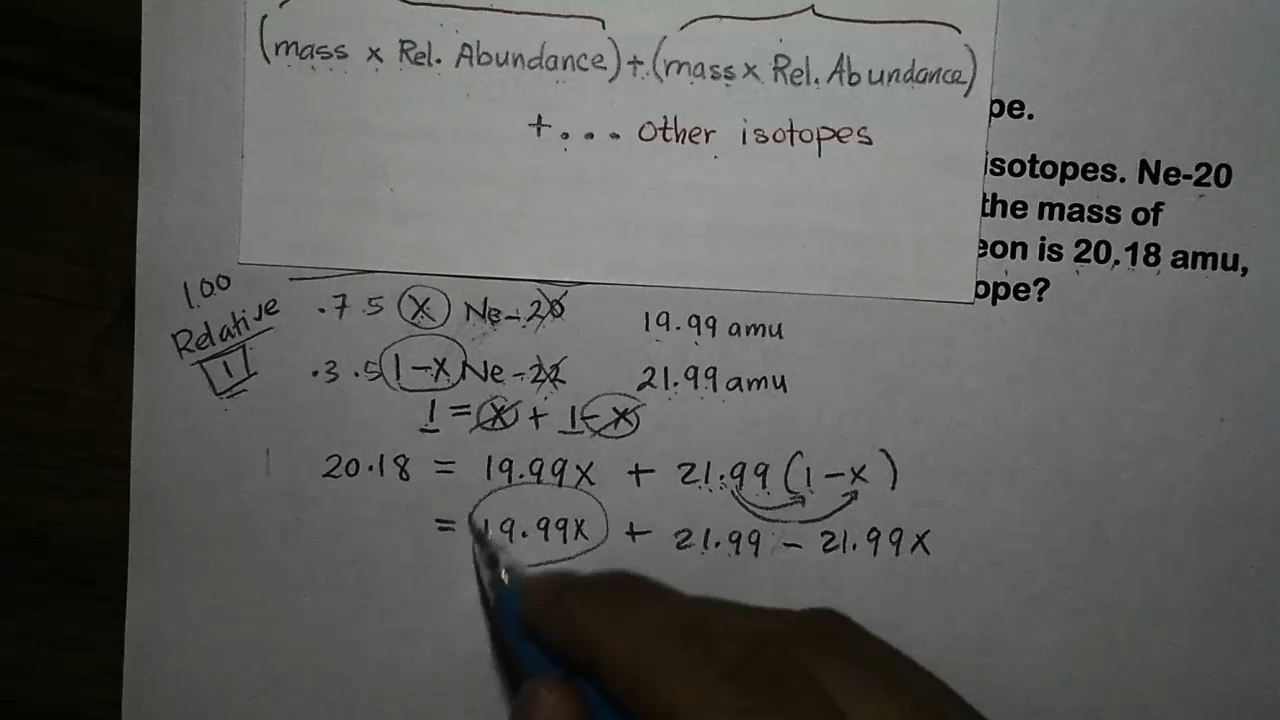 (mass x Rel. Abundance) + (mass x Rel. Abundance)
+ . . . . other isotopes
pe.
isotopes. Ne-20
the mass of
eon is 20.18 amu,
ope?
1.00
Relative
1
.75 x Ne-20 19.99 amu
.3 .5 1-x Ne-22 21.99 amu
1 = x + 1-x
20.18 = 19.99x + 21.99(1-x)
= 19.99x + 21.99 - 21.99x